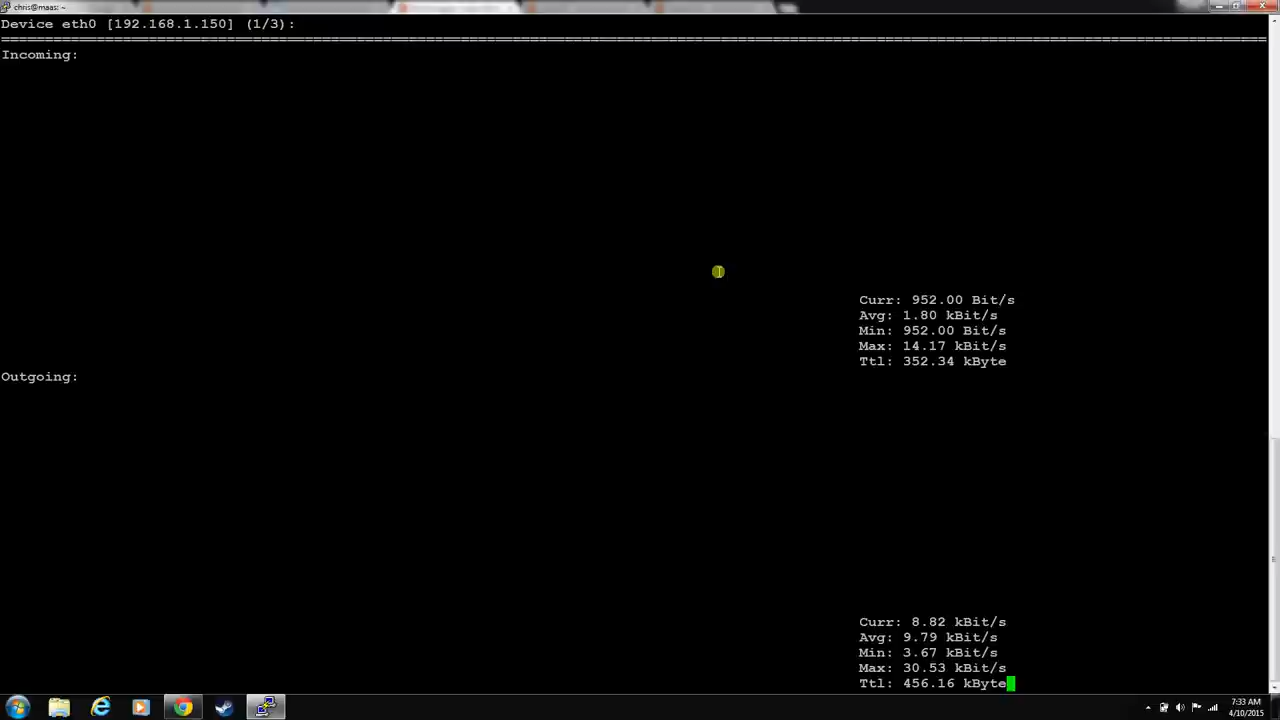 chris@maas: ~
Device eth0 [192.168.1.150] (1/3):
================================================================================================================================================
Incoming:
Curr: 952.00 Bit/s
Avg: 1.80 kBit/s
Min: 952.00 Bit/s
Max: 14.17 kBit/s
Ttl: 352.34 kByte
Outgoing:
Curr: 8.82 kBit/s
Avg: 9.79 kBit/s
Min: 3.67 kBit/s
Max: 30.53 kBit/s
Ttl: 456.16 kByte
7:33 AM
4/10/2015